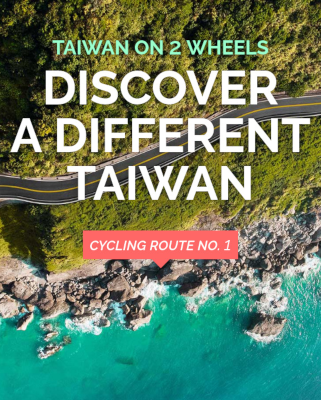 TAIWAN ON 2 WHEELS
DISCOVER
A DIFFERENT
TAIWAN
CYCLING ROUTE NO. 1